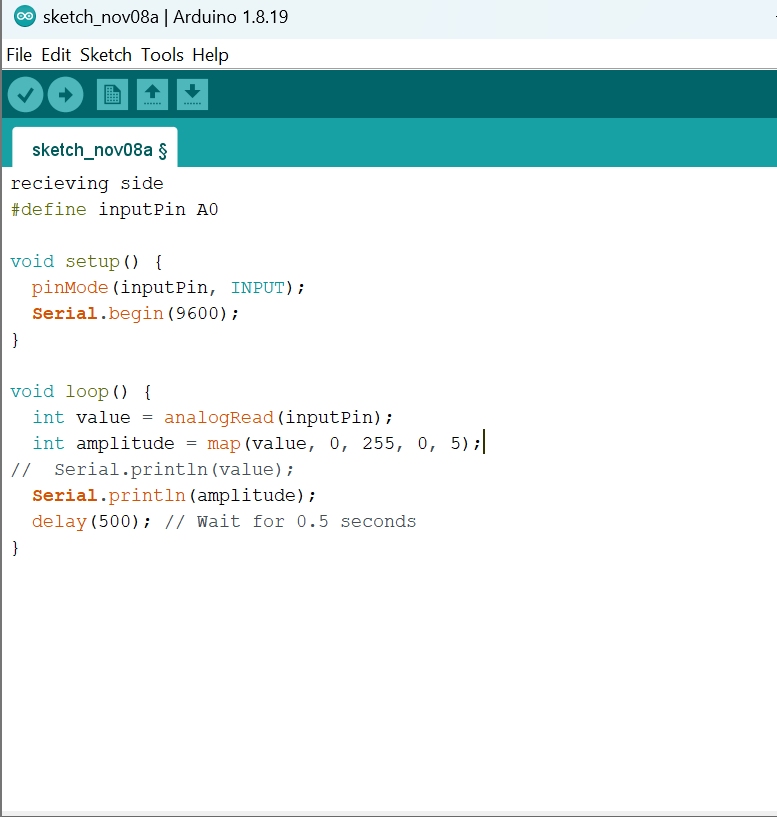 sketch_nov08a | Arduino 1.8.19
File Edit Sketch Tools Help
sketch_nov08a §
recieving side
#define inputPin A0
void setup() {
  pinMode(inputPin, INPUT);
  Serial.begin(9600);
}
void loop() {
  int value = analogRead(inputPin);
  int amplitude = map(value, 0, 255, 0, 5);
//  Serial.println(value);
  Serial.println(amplitude);
  delay(500); // Wait for 0.5 seconds
}